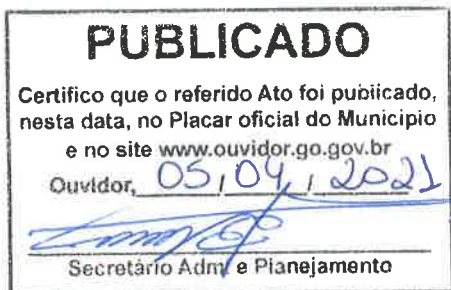 PUBLICADO
Certifico que o referido Ato foi publicado,
nesta data, no Placar oficial do Municipio
e no site www.ouvidor.go.gov.br
Ouvidor, 05/04/2021
Secretário Adm. e Planejamento